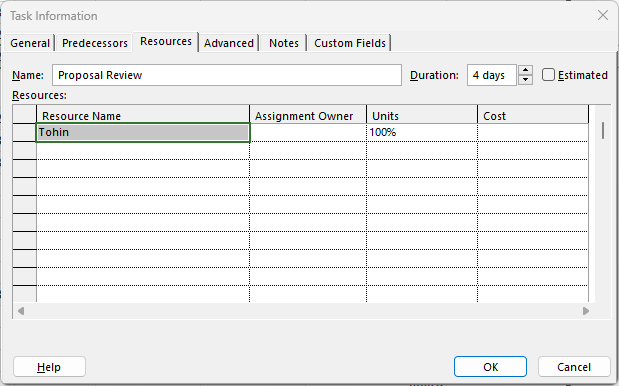 Task Information
General Predecessors Resources Advanced Notes Custom Fields
Name: Proposal Review Duration: 4 days Estimated
Resources:
Resource Name Assignment Owner Units Cost
Tohin 100%
Help OK Cancel